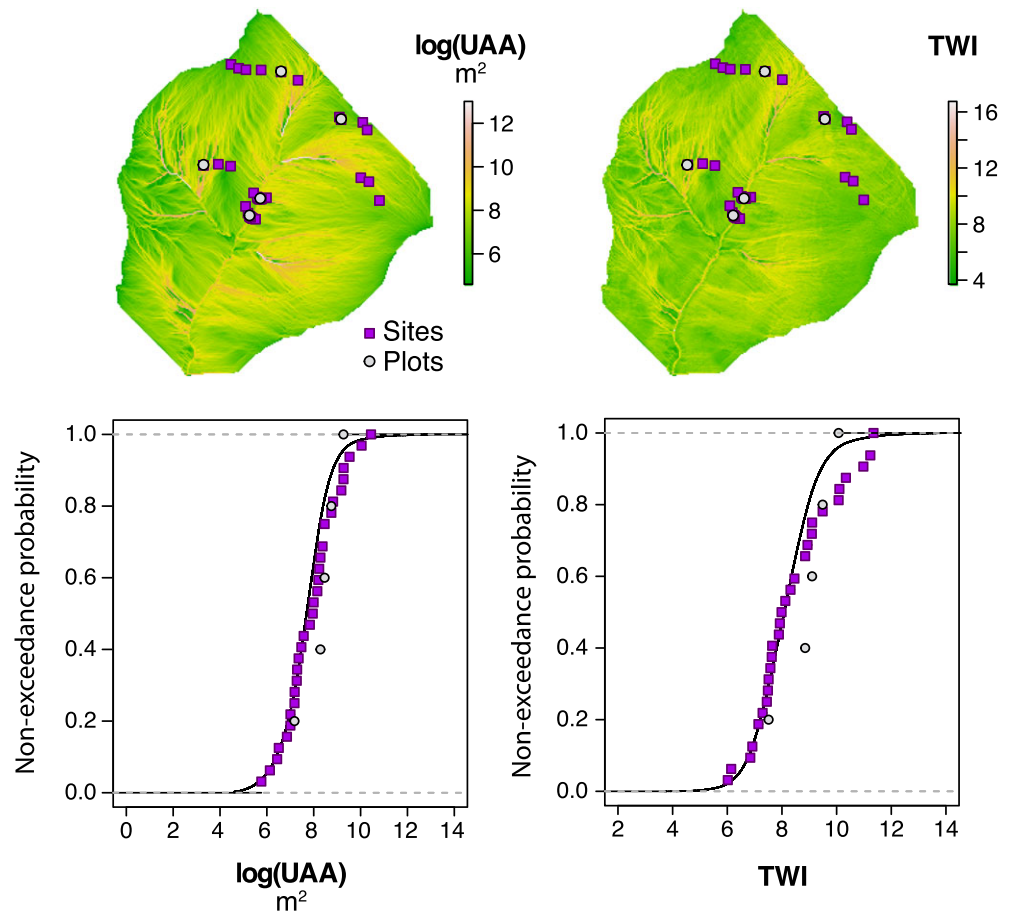 log(UAA)
m²
12
10
8
6
Sites
Plots
TWI
16
12
8
4
Non-exceedance probability
1.0
0.8
0.6
0.4
0.2
0.0
0 2 4 6 8 10 12 14
log(UAA)
m²
Non-exceedance probability
1.0
0.8
0.6
0.4
0.2
0.0
2 4 6 8 10 12 14
TWI